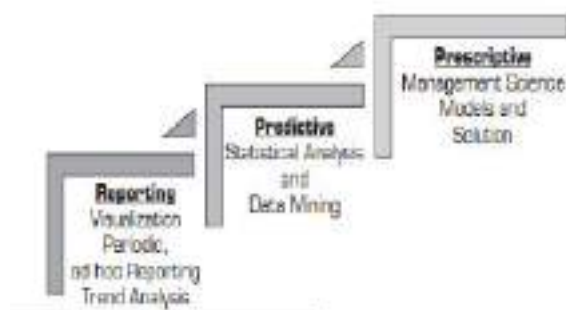 Reporting
Visualization
Periodic,
ad hoc Reporting
Trend Analysis
Predictive
Statistical Analysis
and
Data Mining
Prescriptive
Management Science
Models and
Solution